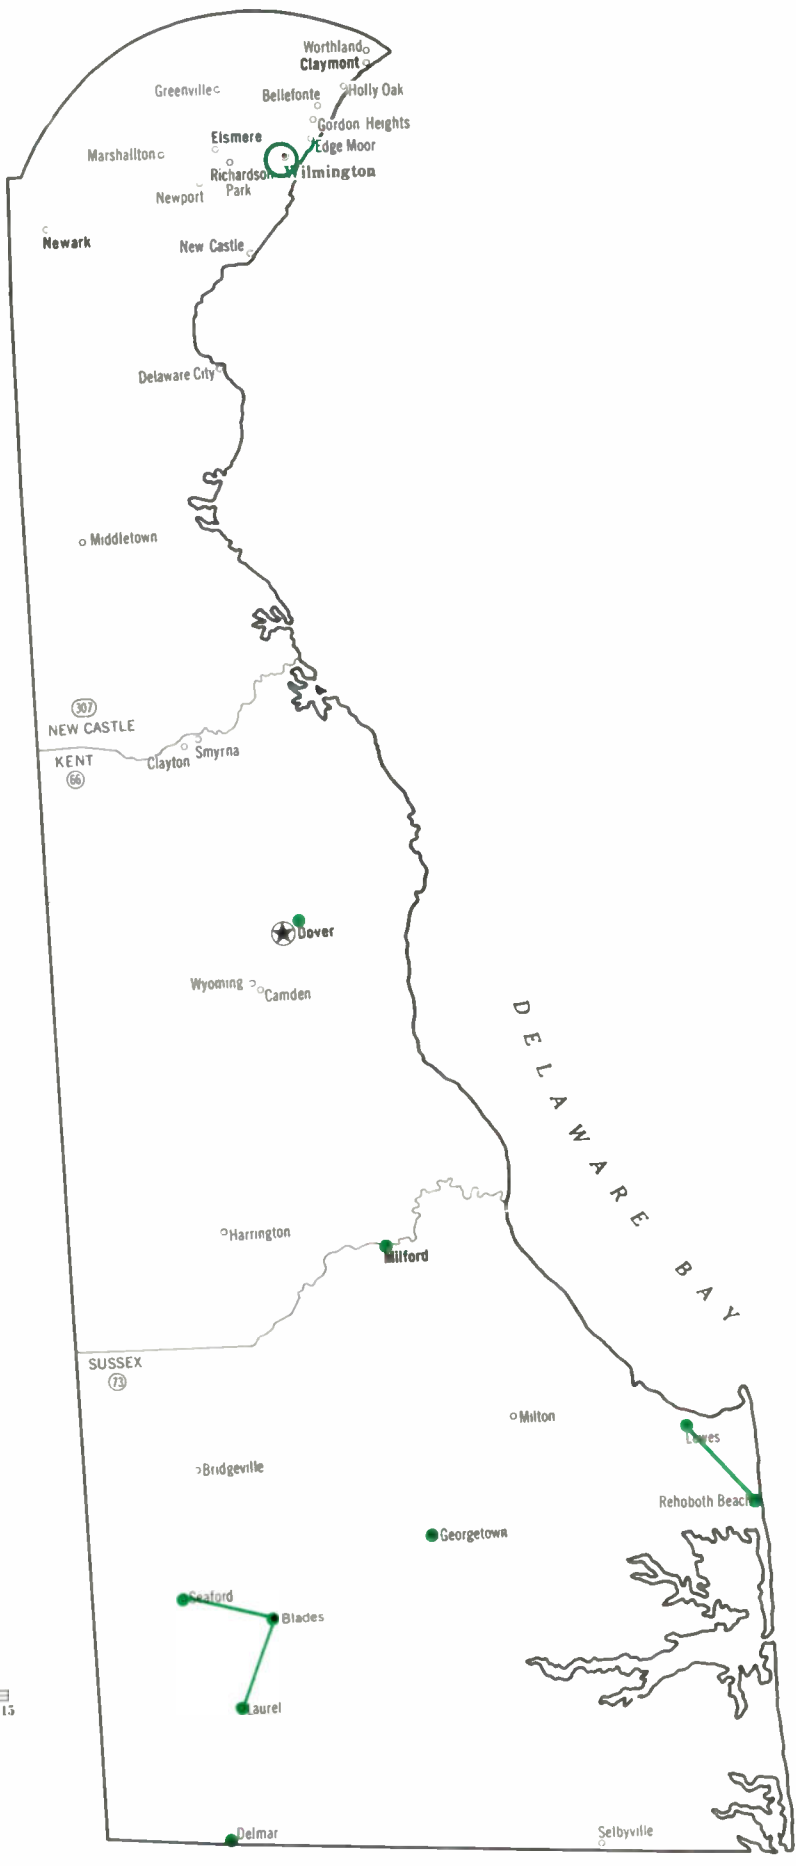 Worthland
Claymont
Greenville
Holly Oak
Bellefonte
Gordon Heights
Elsmere
Edge Moor
Marshallton
Richardson
Park
Wilmington
Newport
Newark
New Castle
Delaware City
Middletown
307
NEW CASTLE
KENT
66
Smyrna
Clayton
Dover
Wyoming
Camden
DELAWARE BAY
Harrington
Milford
SUSSEX
73
Milton
Lewes
Bridgeville
Rehoboth Beach
Georgetown
Seaford
Blades
Laurel
15
Delmar
Selbyville